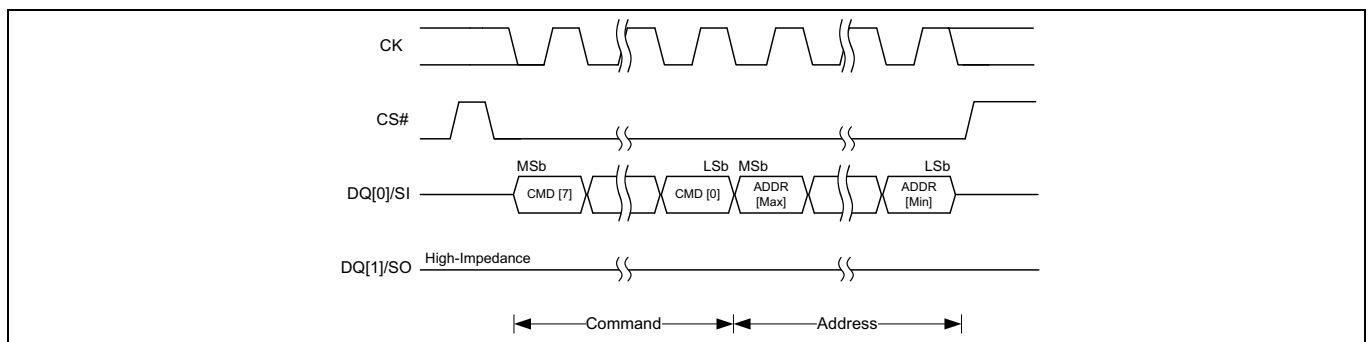 CK
CS#
MSb LSb MSb LSb
DQ[0]/SI CMD [7] CMD [0] ADDR [Max] ADDR [Min]
DQ[1]/SO High-Impedance
Command Address